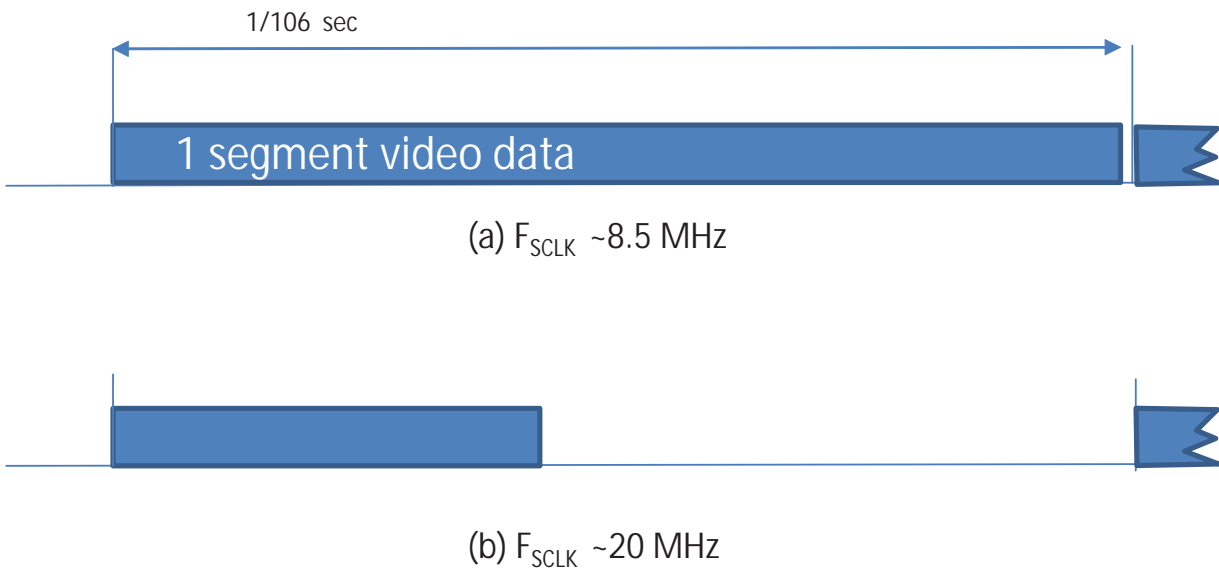 1/106 sec
1 segment video data
(a) FSCLK ~8.5 MHz
(b) FSCLK ~20 MHz